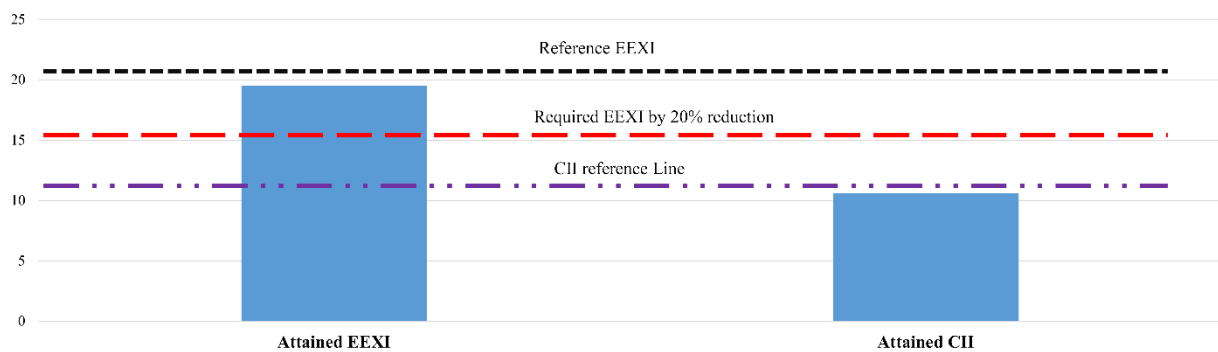 25
Reference EEXI
20
Required EEXI by 20% reduction
15
CII reference Line
10
5
0
Attained EEXI
Attained CII